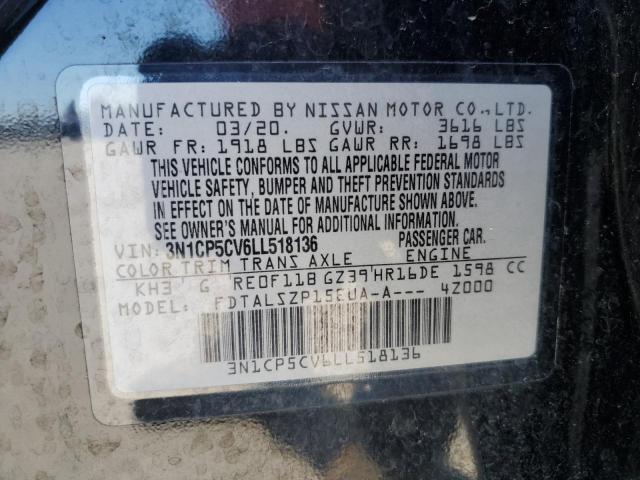 MANUFACTURED BY NISSAN MOTOR CO.,LTD.
DATE: 03/20. GVWR: 3616 LBS
GAWR FR: 1918 LBS GAWR RR: 1698 LBS
THIS VEHICLE CONFORMS TO ALL APPLICABLE FEDERAL MOTOR
VEHICLE SAFETY, BUMPER AND THEFT PREVENTION STANDARDS
IN EFFECT ON THE DATE OF MANUFACTURE SHOWN ABOVE.
SEE OWNER'S MANUAL FOR ADDITIONAL INFORMATION.
VIN: 3N1CP5CV6LL518136 PASSENGER CAR.
COLOR TRIM TRANS AXLE ENGINE
KH3 G RE0F11B GZ39 HR16DE 1598 CC
MODEL: FDTALSZP15EUA-A--- 4Z000
3N1CP5CV6LL518136